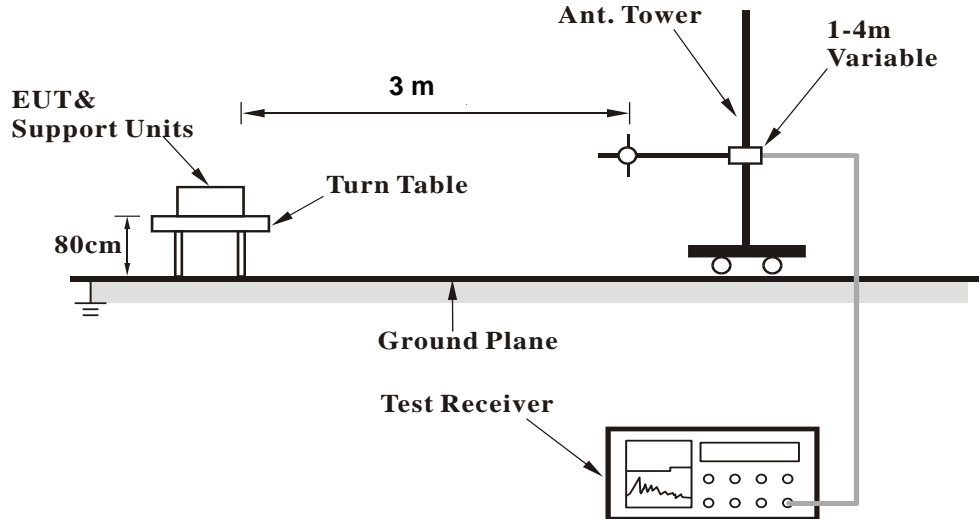 Ant. Tower
1-4m
Variable
3 m
EUT&
Support Units
Turn Table
80cm
Ground Plane
Test Receiver